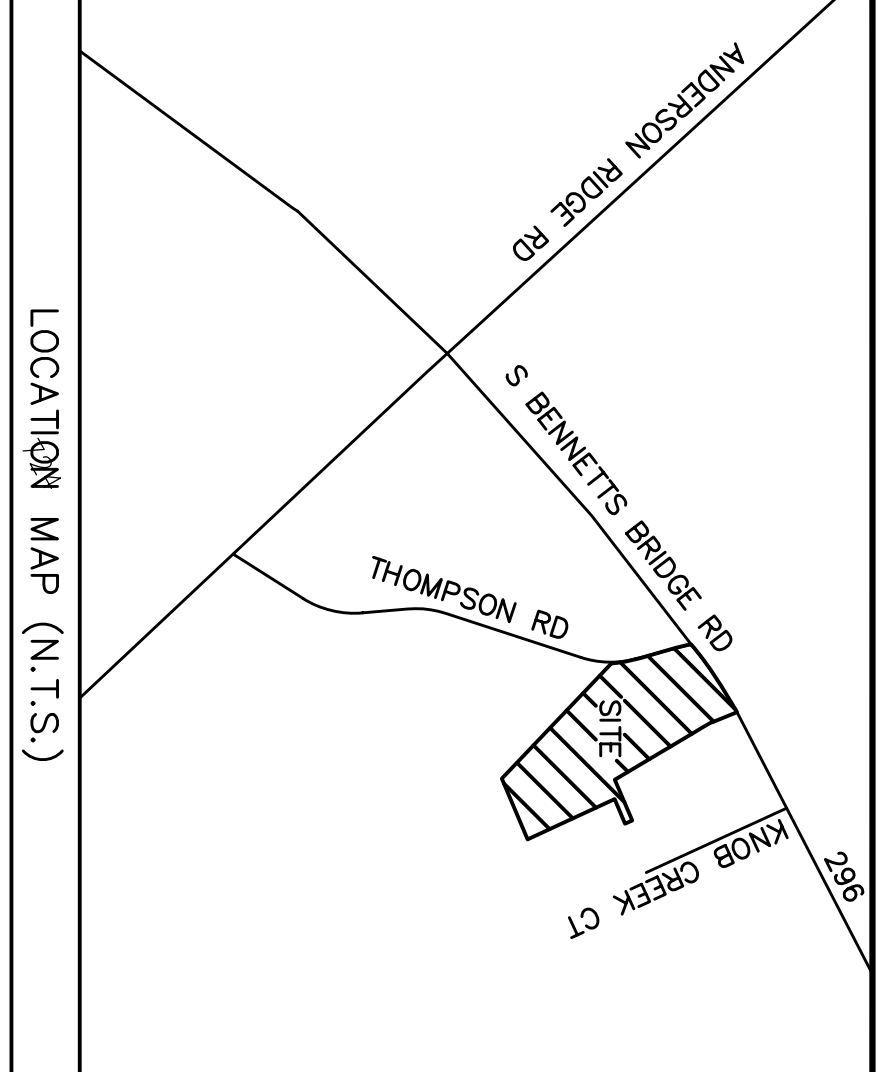 ANDERSON RIDGE RD
S BENNETTS BRIDGE RD
THOMPSON RD
SITE
KNOB CREEK CT
296
LOCATION MAP (N.T.S.)